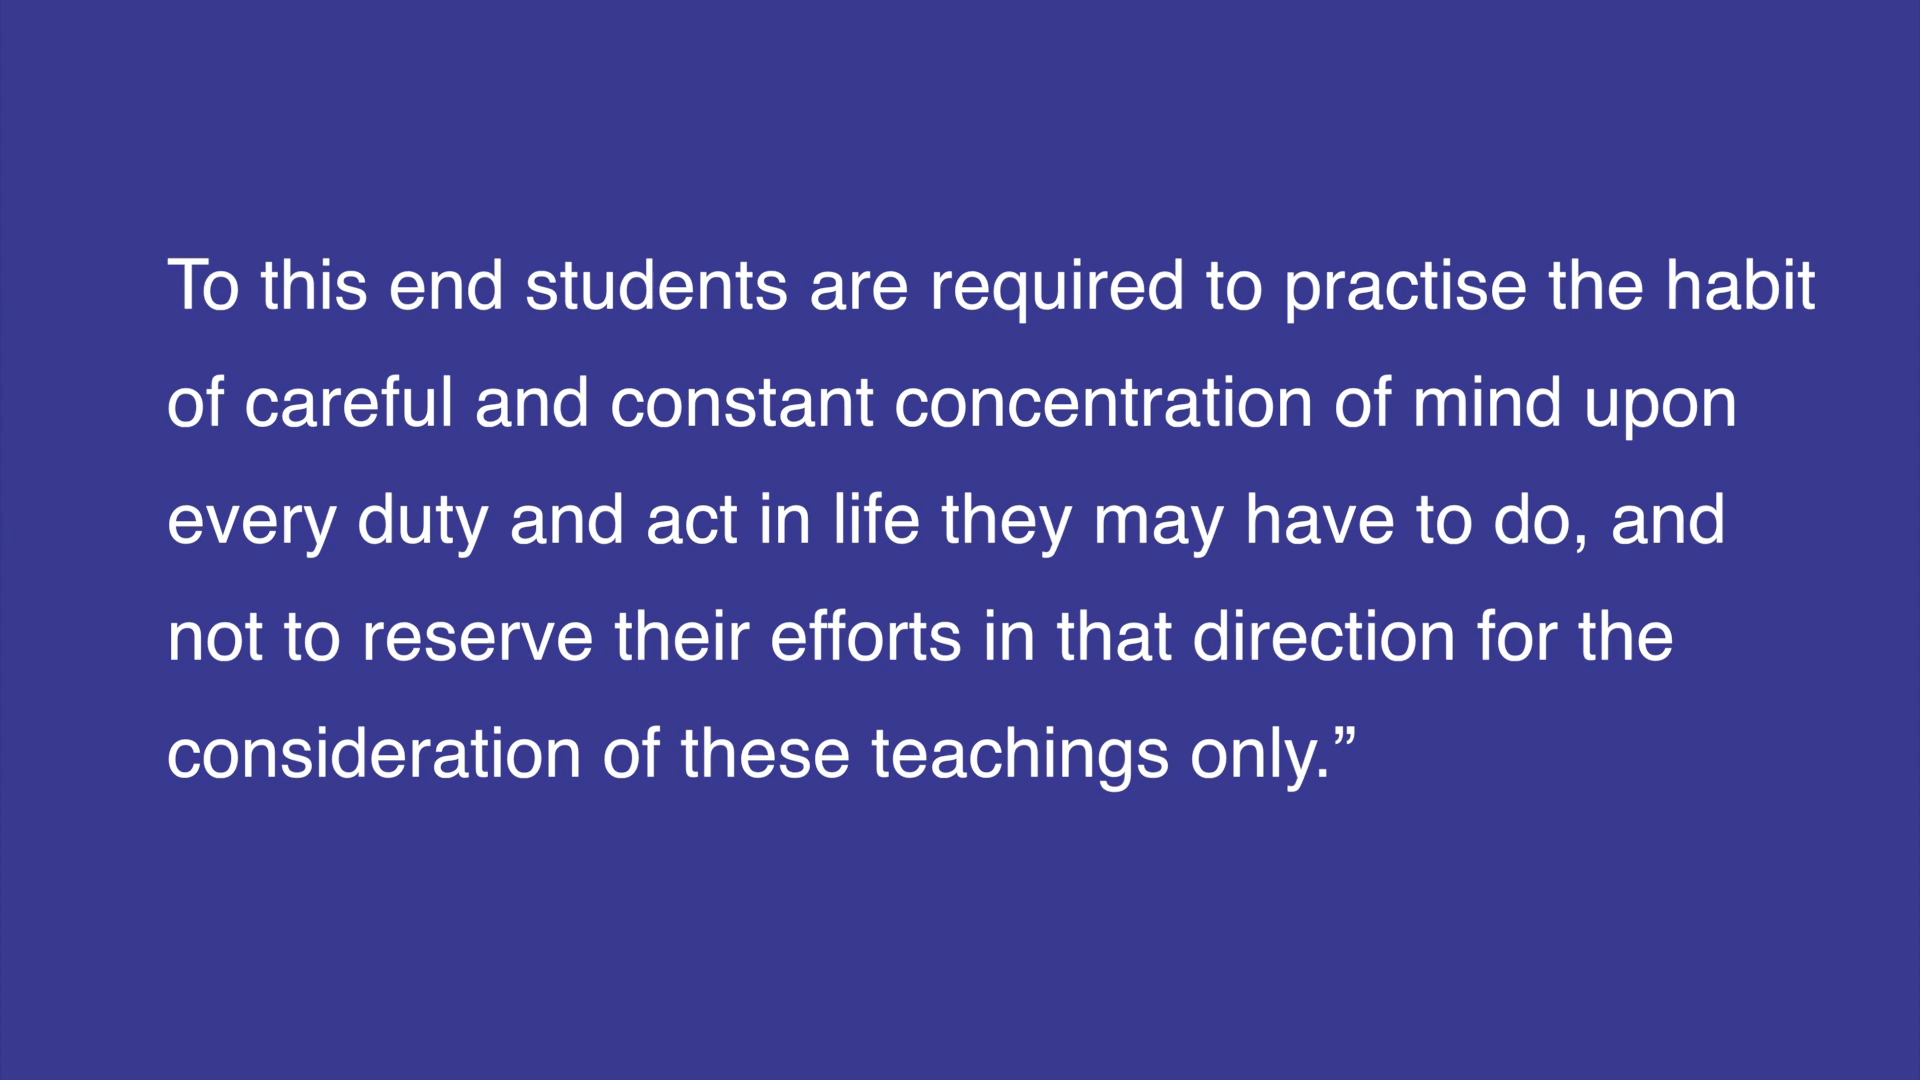 To this end students are required to practise the habit
of careful and constant concentration of mind upon
every duty and act in life they may have to do, and
not to reserve their efforts in that direction for the
consideration of these teachings only.”